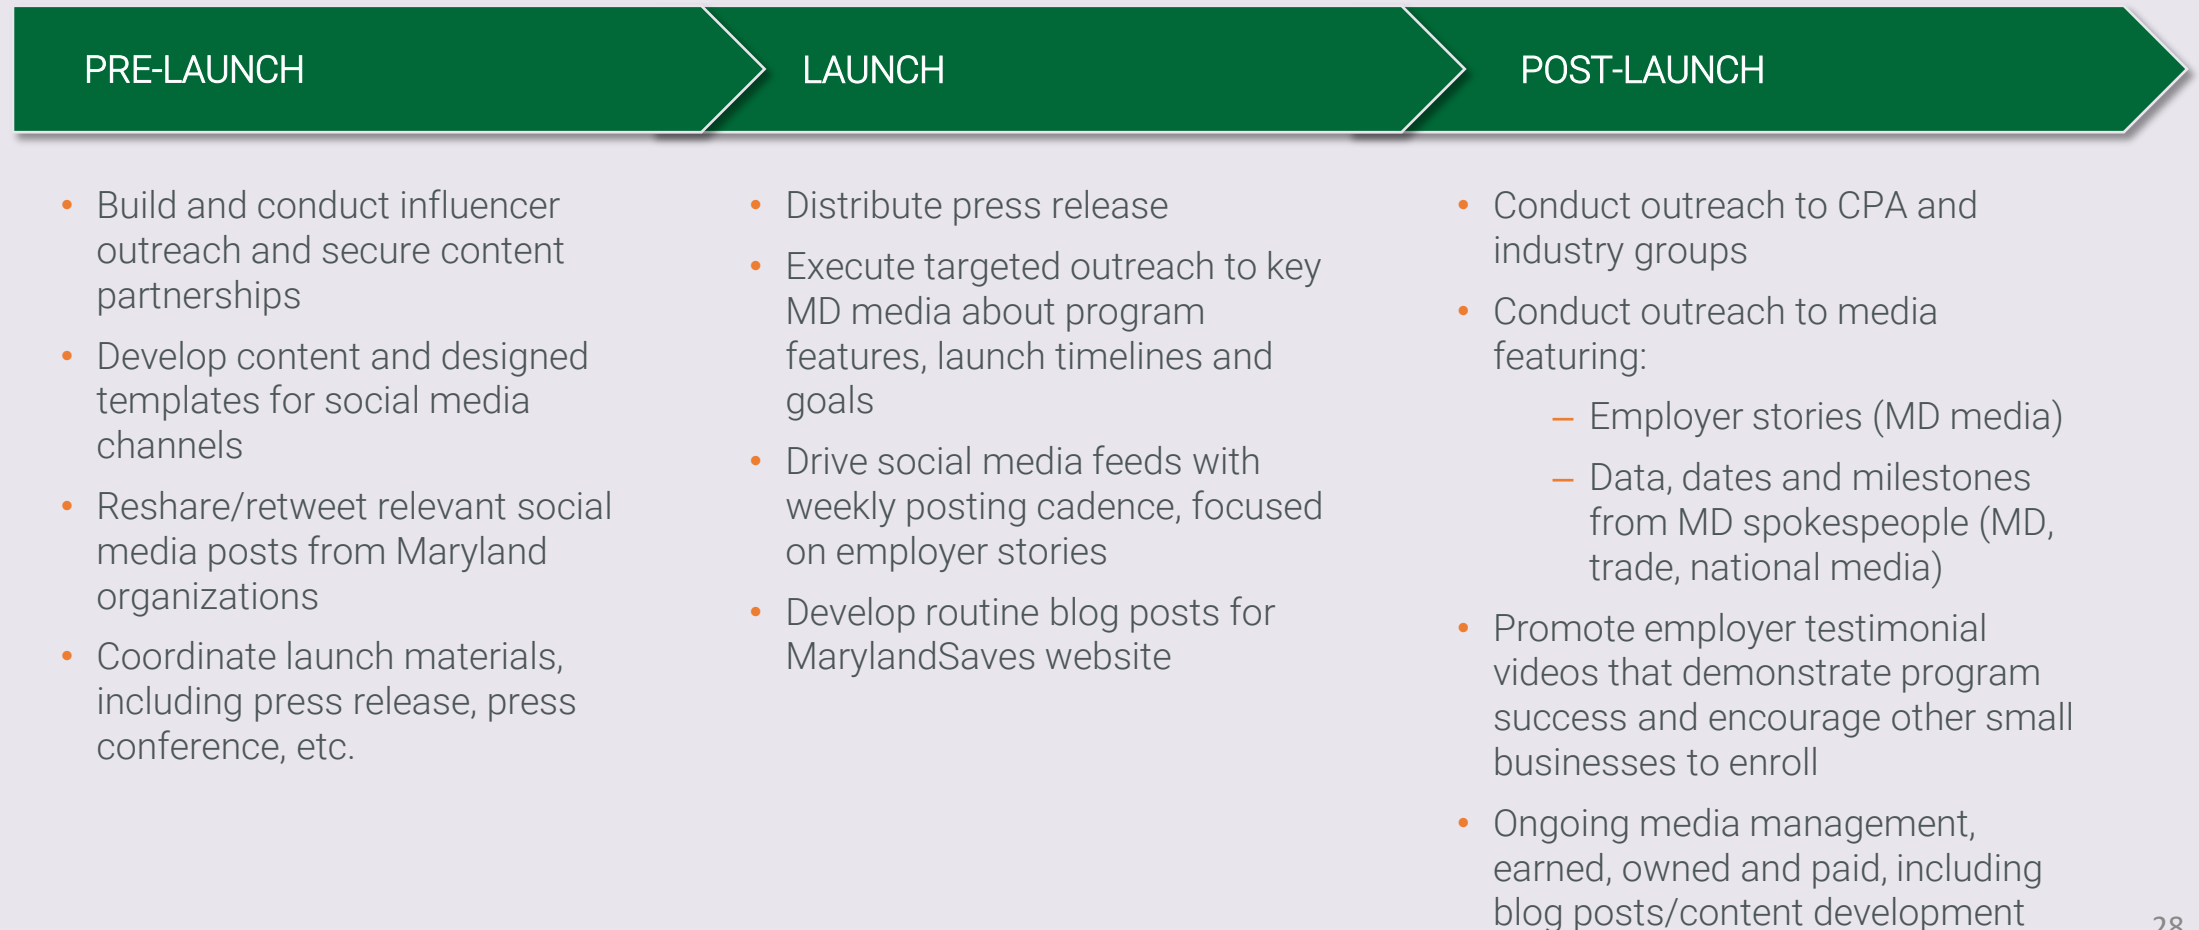 PRE-LAUNCH
LAUNCH
POST-LAUNCH
• Build and conduct influencer
outreach and secure content
partnerships
• Develop content and designed
templates for social media
channels
• Reshare/retweet relevant social
media posts from Maryland
organizations
• Coordinate launch materials,
including press release, press
conference, etc.
• Distribute press release
• Execute targeted outreach to key
MD media about program
features, launch timelines and
goals
• Drive social media feeds with
weekly posting cadence, focused
on employer stories
• Develop routine blog posts for
MarylandSaves website
• Conduct outreach to CPA and
industry groups
• Conduct outreach to media
featuring:
– Employer stories (MD media)
– Data, dates and milestones
from MD spokespeople (MD,
trade, national media)
• Promote employer testimonial
videos that demonstrate program
success and encourage other small
businesses to enroll
• Ongoing media management,
earned, owned and paid, including
blog posts/content development
28